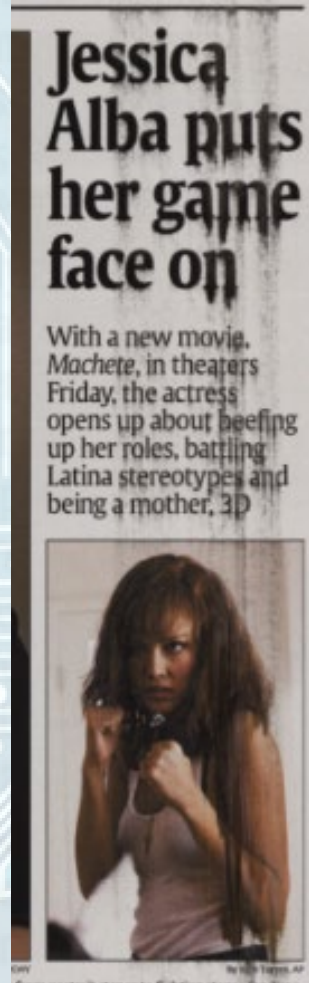 Jessica
Alba puts
her game
face on
With a new movie,
Machete, in theaters
Friday, the actress
opens up about beefing
up her roles, battling
Latina stereotypes and
being a mother, 3D